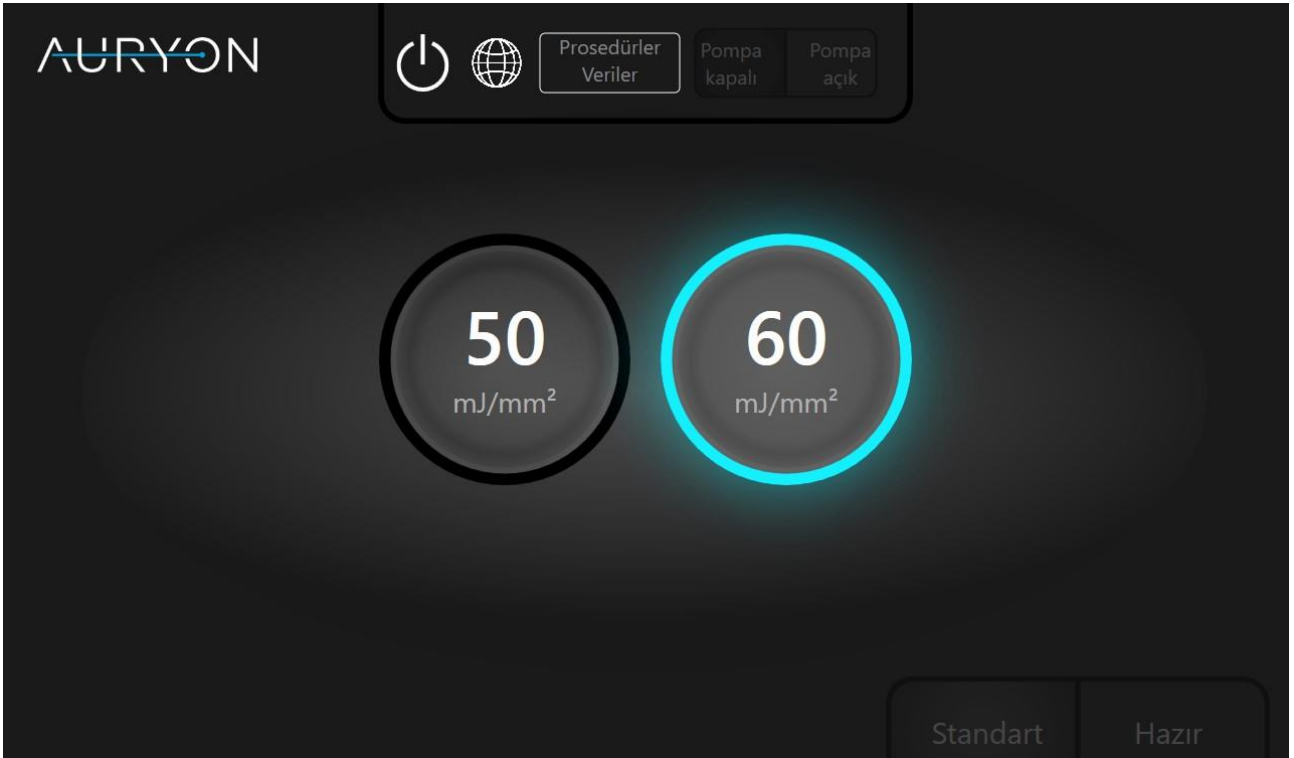 AURYON
Prosedürler
Veriler
Pompa
kapalı
Pompa
açık
50
mJ/mm²
60
mJ/mm²
Standart
Hazır